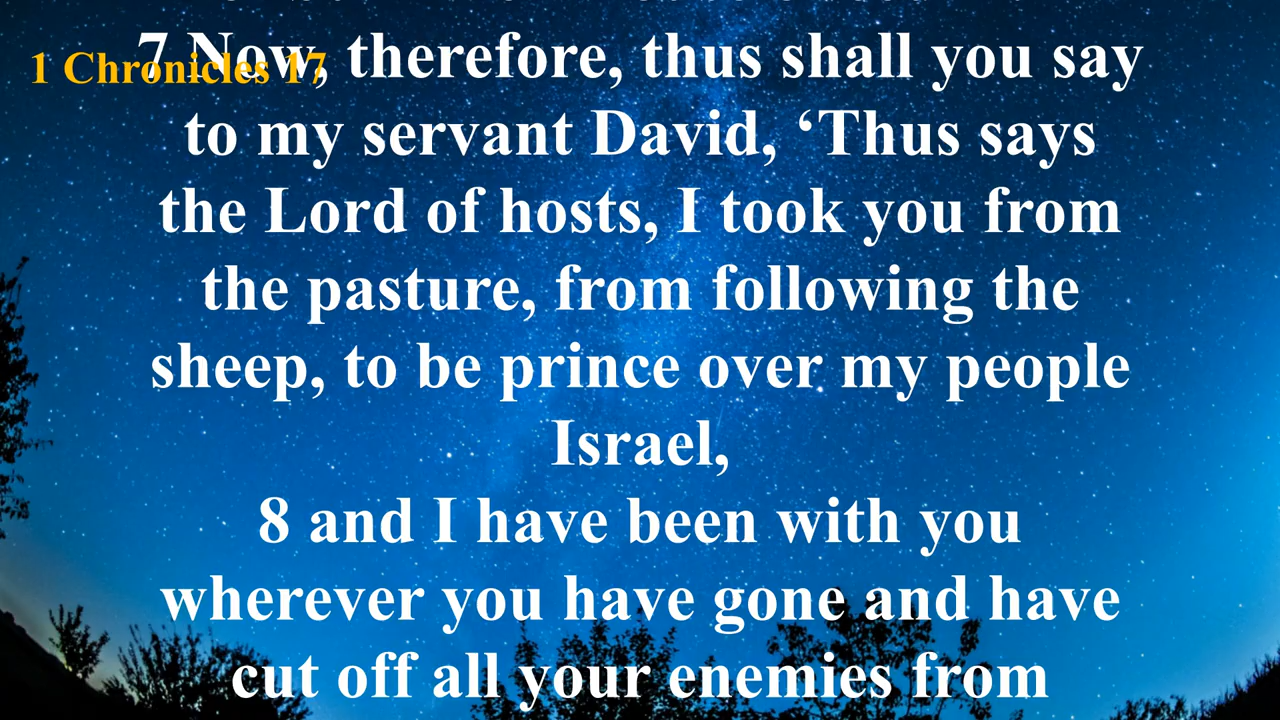 1 Chronicles 17
7 Now, therefore, thus shall you say
to my servant David, ‘Thus says
the Lord of hosts, I took you from
the pasture, from following the
sheep, to be prince over my people
Israel,
8 and I have been with you
wherever you have gone and have
cut off all your enemies from